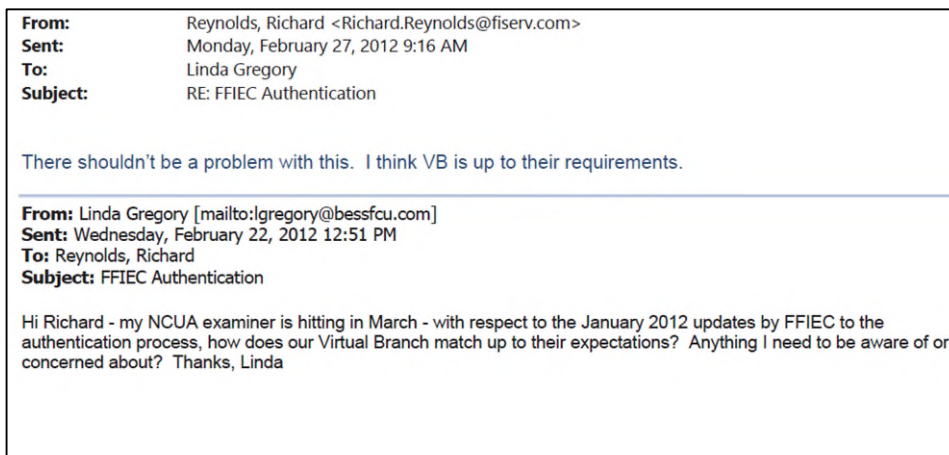 From: Reynolds, Richard <Richard.Reynolds@fiserv.com>
Sent: Monday, February 27, 2012 9:16 AM
To: Linda Gregory
Subject: RE: FFIEC Authentication
There shouldn't be a problem with this.  I think VB is up to their requirements.
From: Linda Gregory [mailto:lgregory@bessfcu.com]
Sent: Wednesday, February 22, 2012 12:51 PM
To: Reynolds, Richard
Subject: FFIEC Authentication
Hi Richard - my NCUA examiner is hitting in March - with respect to the January 2012 updates by FFIEC to the
authentication process, how does our Virtual Branch match up to their expectations?  Anything I need to be aware of or
concerned about?  Thanks, Linda